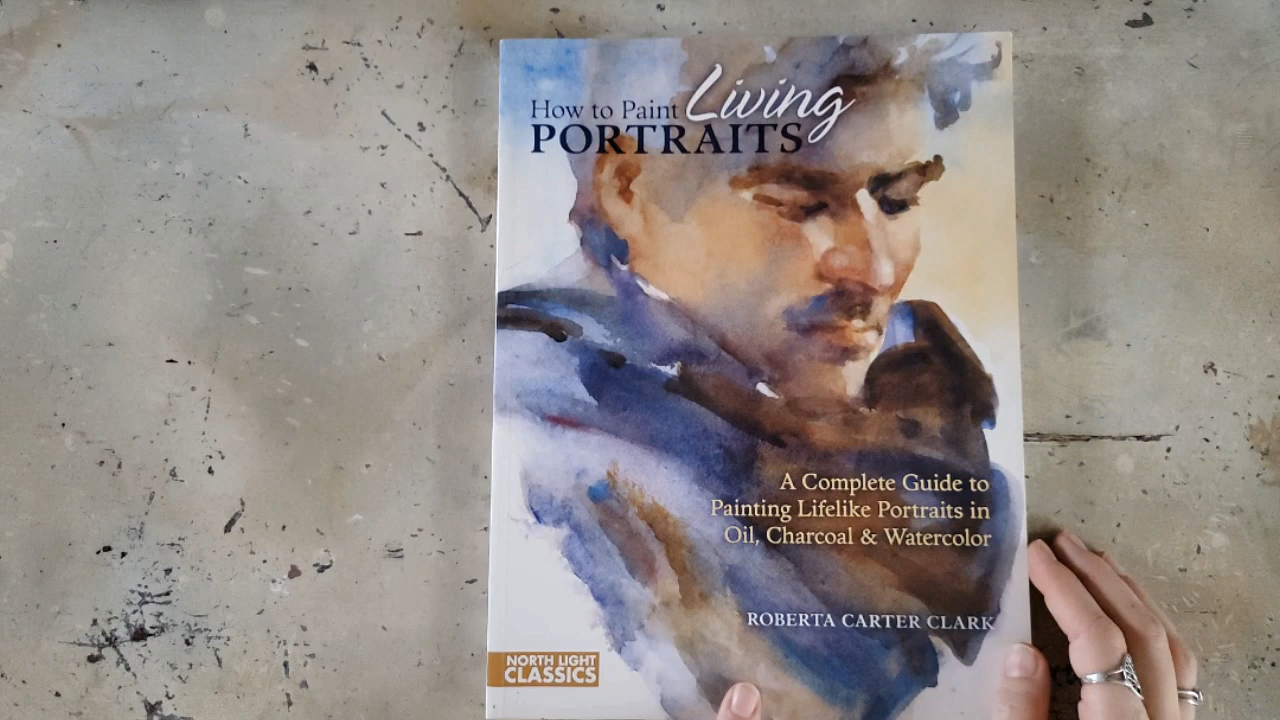 How to Paint Living
PORTRAITS
A Complete Guide to
Painting Lifelike Portraits in
Oil, Charcoal & Watercolor
ROBERTA CARTER CLARK
NORTH LIGHT
CLASSICS